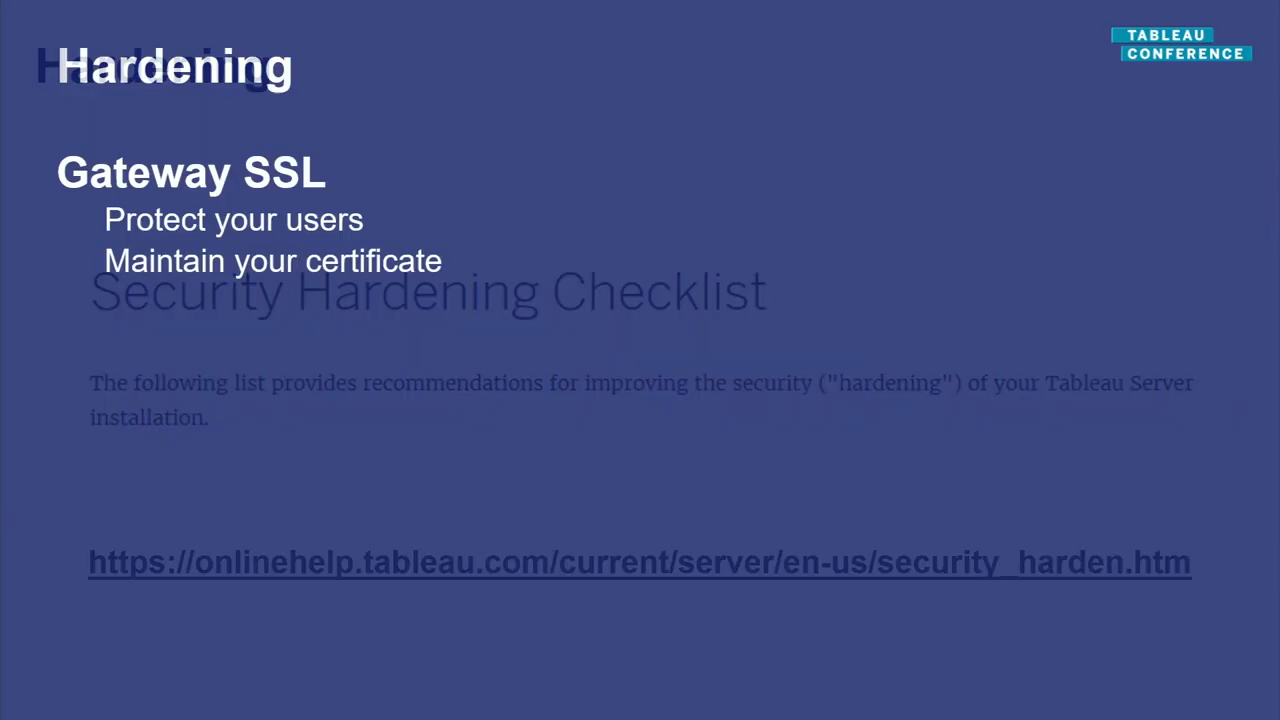 Hardening
Hardening
TABLEAU
CONFERENCE
Gateway SSL
Protect your users
Maintain your certificate
Security Hardening Checklist
The following list provides recommendations for improving the security ("hardening") of your Tableau Server
installation.
https://onlinehelp.tableau.com/current/server/en-us/security_harden.htm